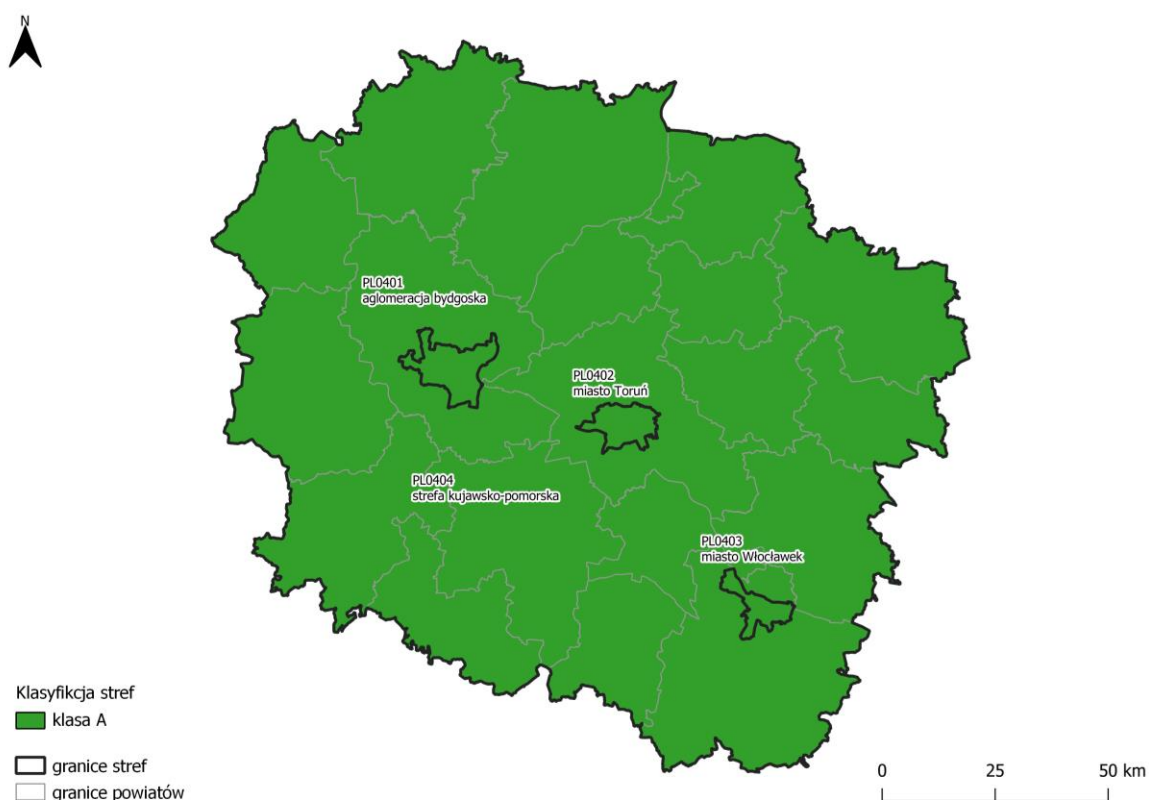 N
PL0401
aglomeracja bydgoska
PL0402
miasto Toruń
PL0404
strefa kujawsko-pomorska
PL0403
miasto Włocławek
Klasyfikcja stref
klasa A
granice stref
granice powiatów
0 25 50 km